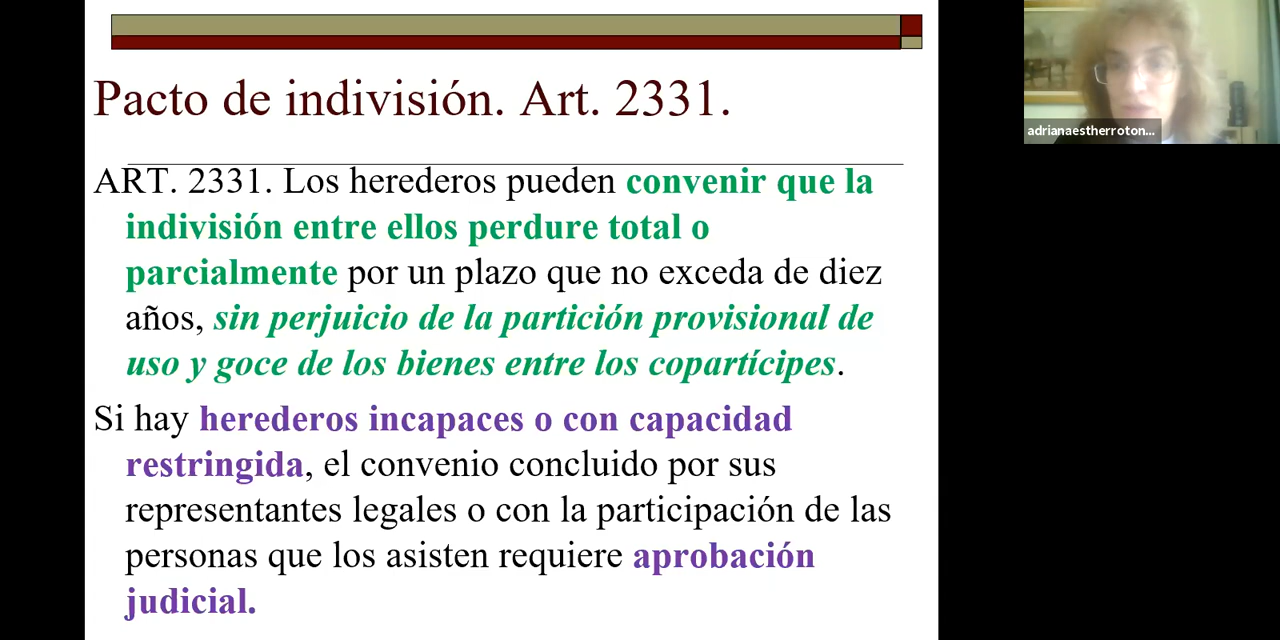 Pacto de indivisión. Art. 2331.
ART. 2331. Los herederos pueden convenir que la
indivisión entre ellos perdure total o
parcialmente por un plazo que no exceda de diez
años, sin perjuicio de la partición provisional de
uso y goce de los bienes entre los copartícipes.
Si hay herederos incapaces o con capacidad
restringida, el convenio concluido por sus
representantes legales o con la participación de las
personas que los asisten requiere aprobación
judicial.
adrianaestherroton...